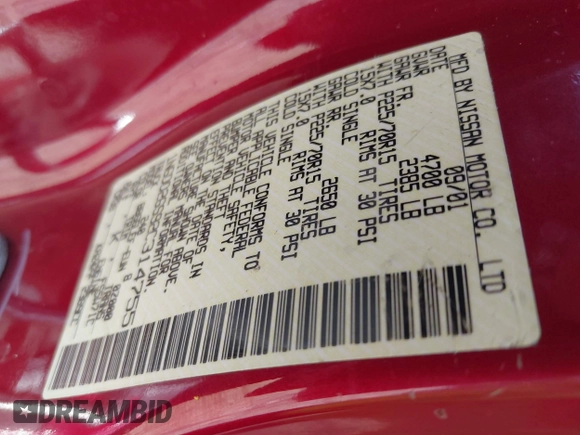 MFD BY NISSAN MOTOR CO., LTD
DATE 09/01
GVWR 4700 LB
GAWR FR. 2385 LB
WITH P225/70R15 TIRES
15X7.0 RIMS AT 30 PSI
COLD SINGLE
GAWR RR. 2650 LB
WITH P225/70R15 TIRES
15X7.0 RIMS AT 30 PSI
COLD SINGLE
THIS VEHICLE CONFORMS TO
ALL APPLICABLE FEDERAL
MOTOR VEHICLE SAFETY,
BUMPER AND THEFT
PREVENTION STANDARDS IN
EFFECT ON THE DATE OF
MANUFACTURE SHOWN ABOVE.
314755
DREAMBID